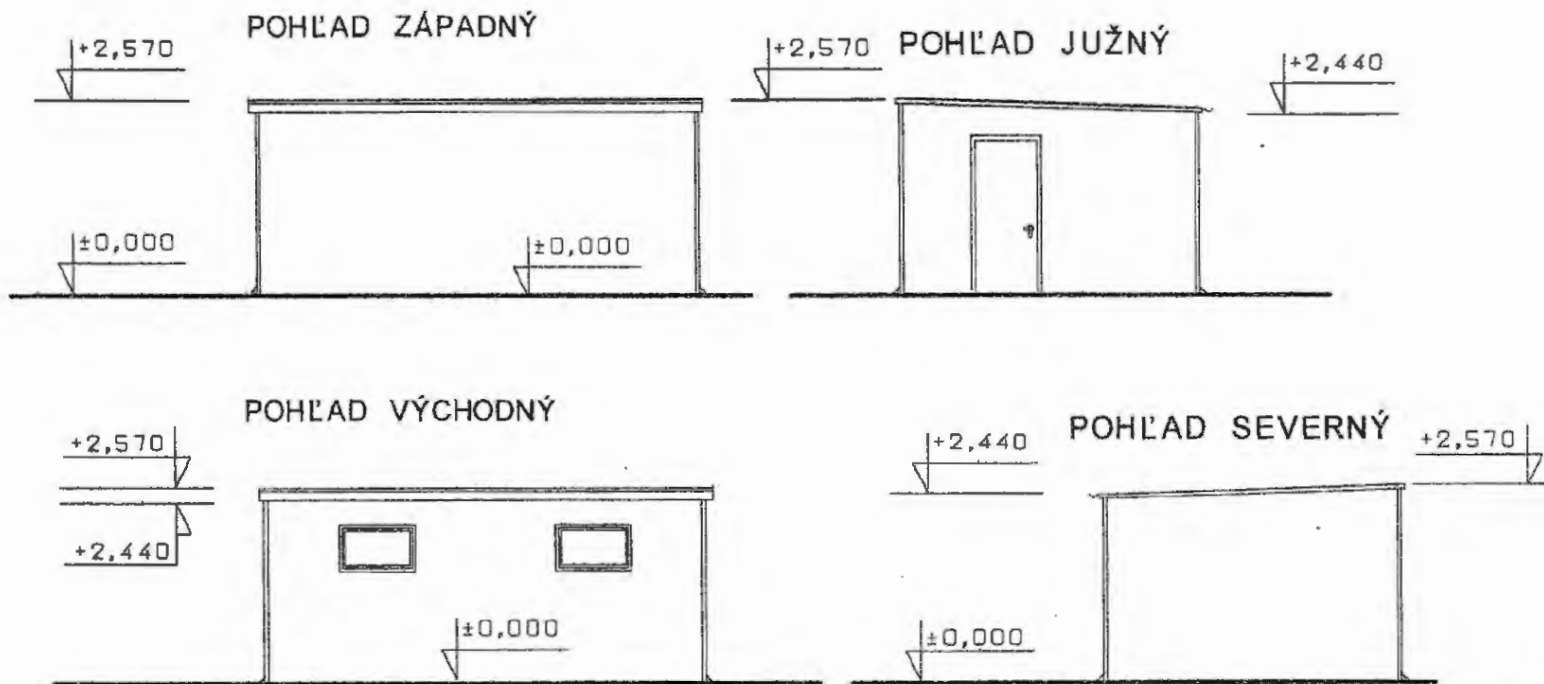 POHĽAD ZÁPADNÝ
+2,570
±0,000
±0,000
POHĽAD JUŽNÝ
+2,570
+2,440
POHĽAD VÝCHODNÝ
+2,570
+2,440
±0,000
POHĽAD SEVERNÝ
+2,440
+2,570
±0,000